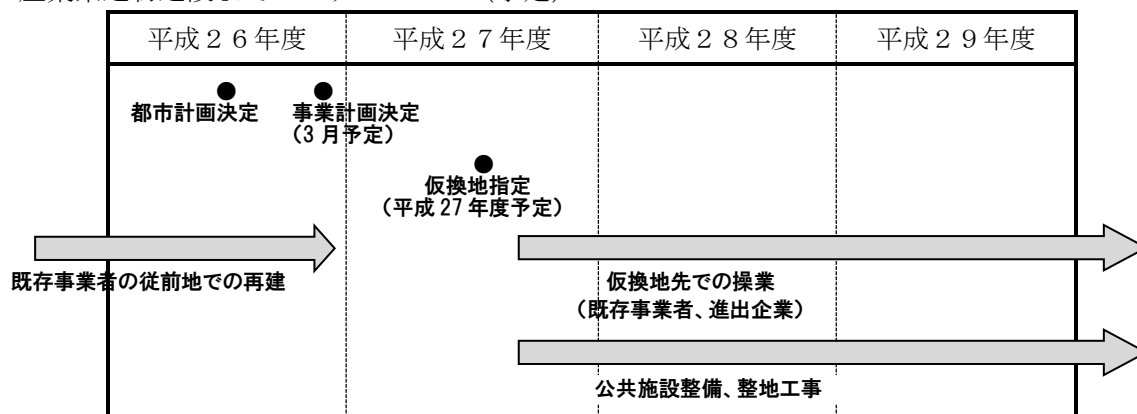 平成２６年度
平成２７年度
平成２８年度
平成２９年度
都市計画決定
事業計画決定
（3 月予定）
仮換地指定
（平成 27 年度予定）
既存事業者の従前地での再建
仮換地先での操業
（既存事業者、進出企業）
公共施設整備、整地工事